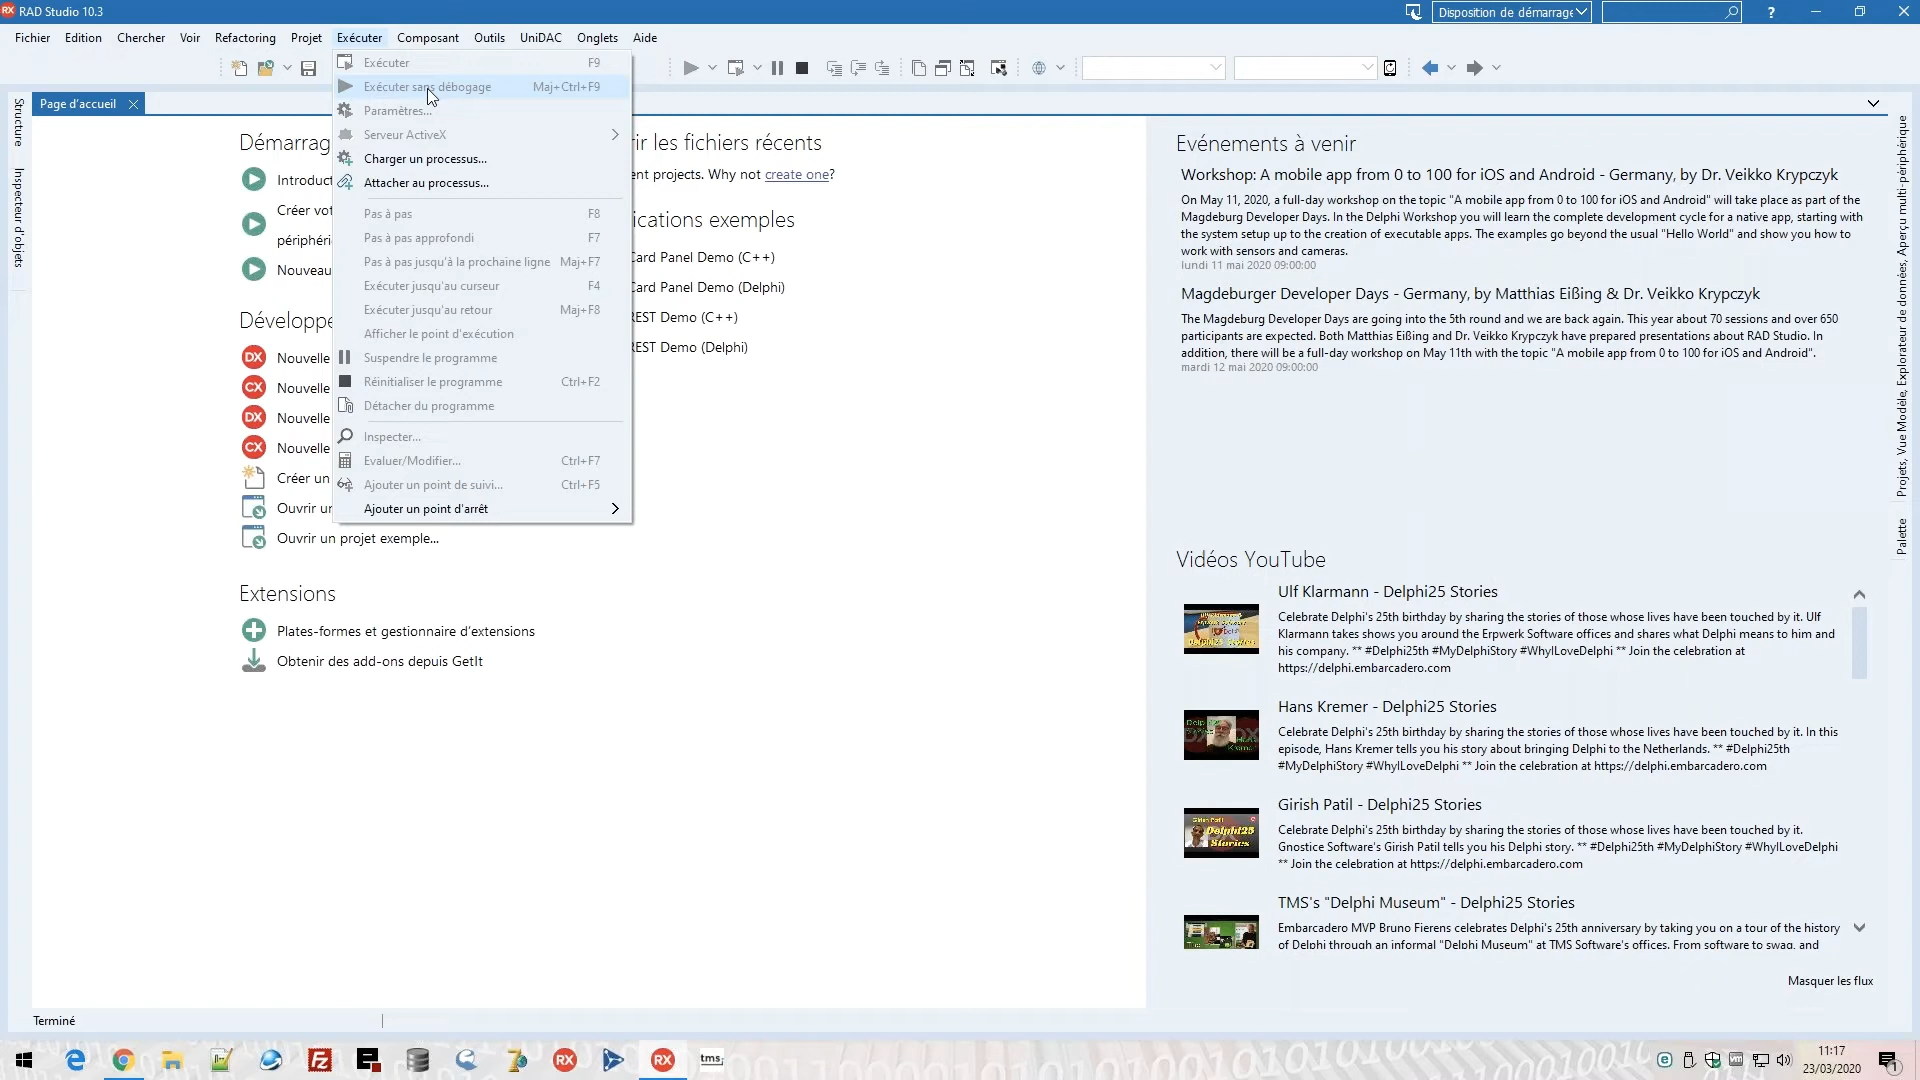 RX RAD Studio 10.3
Disposition de démarrage
?
Fichier Edition Chercher Voir Refactoring Projet Exécuter Composant Outils UniDAC Onglets Aide
Page d'accueil
Structure
Inspecteur d'objets
Exécuter F9
Exécuter sans débogage Maj+Ctrl+F9
Paramètres...
Serveur ActiveX
Charger un processus...
Attacher au processus...
Pas à pas F8
Pas à pas approfondi F7
Pas à pas jusqu'à la prochaine ligne Maj+F7
Exécuter jusqu'au curseur F4
Exécuter jusqu'au retour Maj+F8
Afficher le point d'exécution
Suspendre le programme
Réinitialiser le programme Ctrl+F2
Détacher du programme
Inspecter...
Evaluer/Modifier... Ctrl+F7
Ajouter un point de suivi... Ctrl+F5
Ajouter un point d'arrêt
Démarrag
Introduct
Créer vot
périphéri
Nouveau
Développe
DX Nouvelle
CX Nouvelle
DX Nouvelle
CX Nouvelle
Créer un
Ouvrir un
Ouvrir un projet exemple...
Extensions
Plates-formes et gestionnaire d'extensions
Obtenir des add-ons depuis GetIt
ir les fichiers récents
ent projects. Why not create one?
ications exemples
Card Panel Demo (C++)
Card Panel Demo (Delphi)
REST Demo (C++)
REST Demo (Delphi)
Evénements à venir
Workshop: A mobile app from 0 to 100 for iOS and Android - Germany, by Dr. Veikko Krypczyk
On May 11, 2020, a full-day workshop on the topic "A mobile app from 0 to 100 for iOS and Android" will take place as part of the
Magdeburg Developer Days. In the Delphi Workshop you will learn the complete development cycle for a native app, starting with
the system setup up to the creation of executable apps. The examples go beyond the usual "Hello World" and show you how to
work with sensors and cameras.
lundi 11 mai 2020 09:00:00
Magdeburger Developer Days - Germany, by Matthias Eißing & Dr. Veikko Krypczyk
The Magdeburg Developer Days are going into the 5th round and we are back again. This year about 70 sessions and over 650
participants are expected. Both Matthias Eißing and Dr. Veikko Krypczyk have prepared presentations about RAD Studio. In
addition, there will be a full-day workshop on May 11th with the topic "A mobile app from 0 to 100 for iOS and Android".
mardi 12 mai 2020 09:00:00
Vidéos YouTube
Ulf Klarmann - Delphi25 Stories
Celebrate Delphi's 25th birthday by sharing the stories of those whose lives have been touched by it. Ulf
Klarmann takes shows you around the Erpwerk Software offices and shares what Delphi means to him and
his company. ** #Delphi25th #MyDelphiStory #WhyILoveDelphi ** Join the celebration at
https://delphi.embarcadero.com
Hans Kremer - Delphi25 Stories
Celebrate Delphi's 25th birthday by sharing the stories of those whose lives have been touched by it. In this
episode, Hans Kremer tells you his story about bringing Delphi to the Netherlands. ** #Delphi25th
#MyDelphiStory #WhyILoveDelphi ** Join the celebration at https://delphi.embarcadero.com
Girish Patil - Delphi25 Stories
Celebrate Delphi's 25th birthday by sharing the stories of those whose lives have been touched by it.
Gnostice Software's Girish Patil tells you his Delphi story. ** #Delphi25th #MyDelphiStory #WhyILoveDelphi
** Join the celebration at https://delphi.embarcadero.com
TMS's "Delphi Museum" - Delphi25 Stories
Embarcadero MVP Bruno Fierens celebrates Delphi's 25th anniversary by taking you on a tour of the history
of Delphi through an informal "Delphi Museum" at TMS Software's offices. From software to swag, and
Masquer les flux
Projets, Vue Modèle, Explorateur de données, Aperçu multi-périphérique
Palette
Terminé
RX RX tms
11:17
23/03/2020